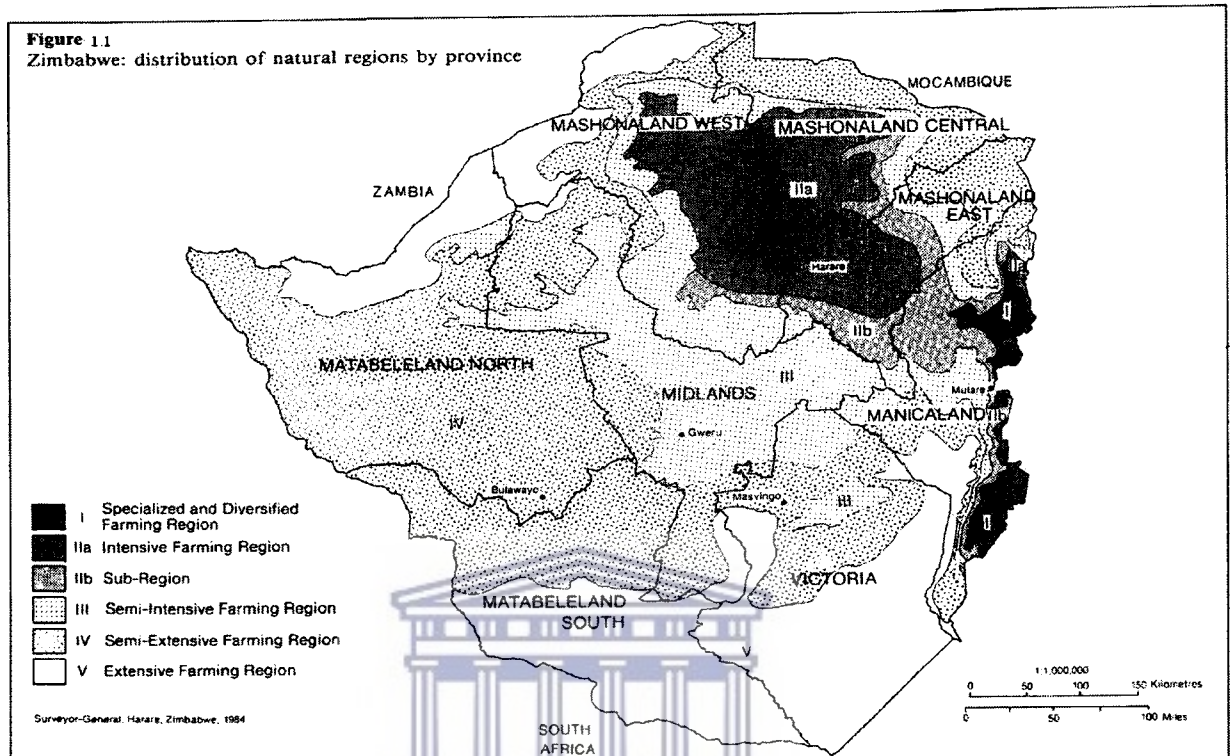 Figure 1.1
Zimbabwe: distribution of natural regions by province
MOCAMBIQUE
MASHONALAND WEST
MASHONALAND CENTRAL
ZAMBIA
IIa
MASHONALAND
EAST
IIa
Harare
I
IIb
MATABELELAND NORTH
III
MIDLANDS
Mutare
MANICALAND
IIb
IV
Gweru
Bulawayo
Masvingo
III
I
VICTORIA
MATABELELAND
SOUTH
V
SOUTH
AFRICA
I Specialized and Diversified
Farming Region
IIa Intensive Farming Region
IIb Sub-Region
III Semi-Intensive Farming Region
IV Semi-Extensive Farming Region
V Extensive Farming Region
Surveyor-General, Harare, Zimbabwe, 1984
1:1,000,000
0 50 100 150 Kilometres
0 50 100 Miles